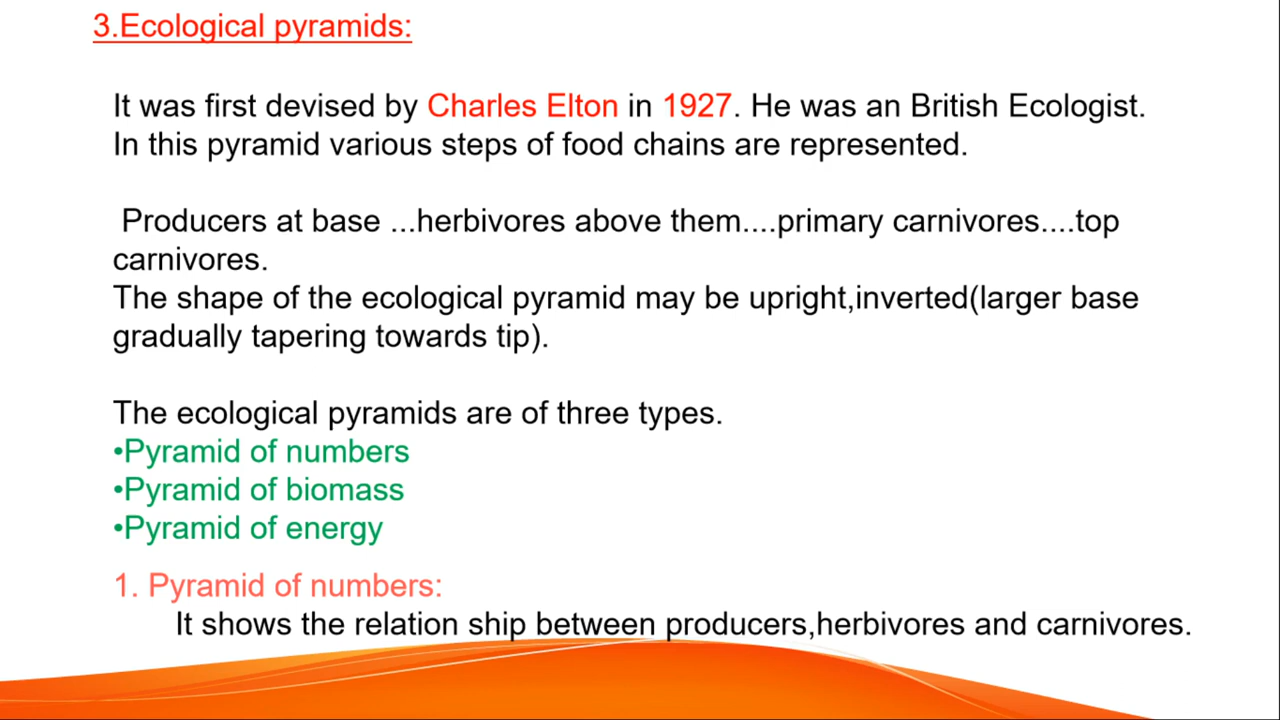 3.Ecological pyramids:
It was first devised by Charles Elton in 1927. He was an British Ecologist.
In this pyramid various steps of food chains are represented.
Producers at base ...herbivores above them....primary carnivores....top
carnivores.
The shape of the ecological pyramid may be upright,inverted(larger base
gradually tapering towards tip).
The ecological pyramids are of three types.
•Pyramid of numbers
•Pyramid of biomass
•Pyramid of energy
1. Pyramid of numbers:
It shows the relation ship between producers,herbivores and carnivores.